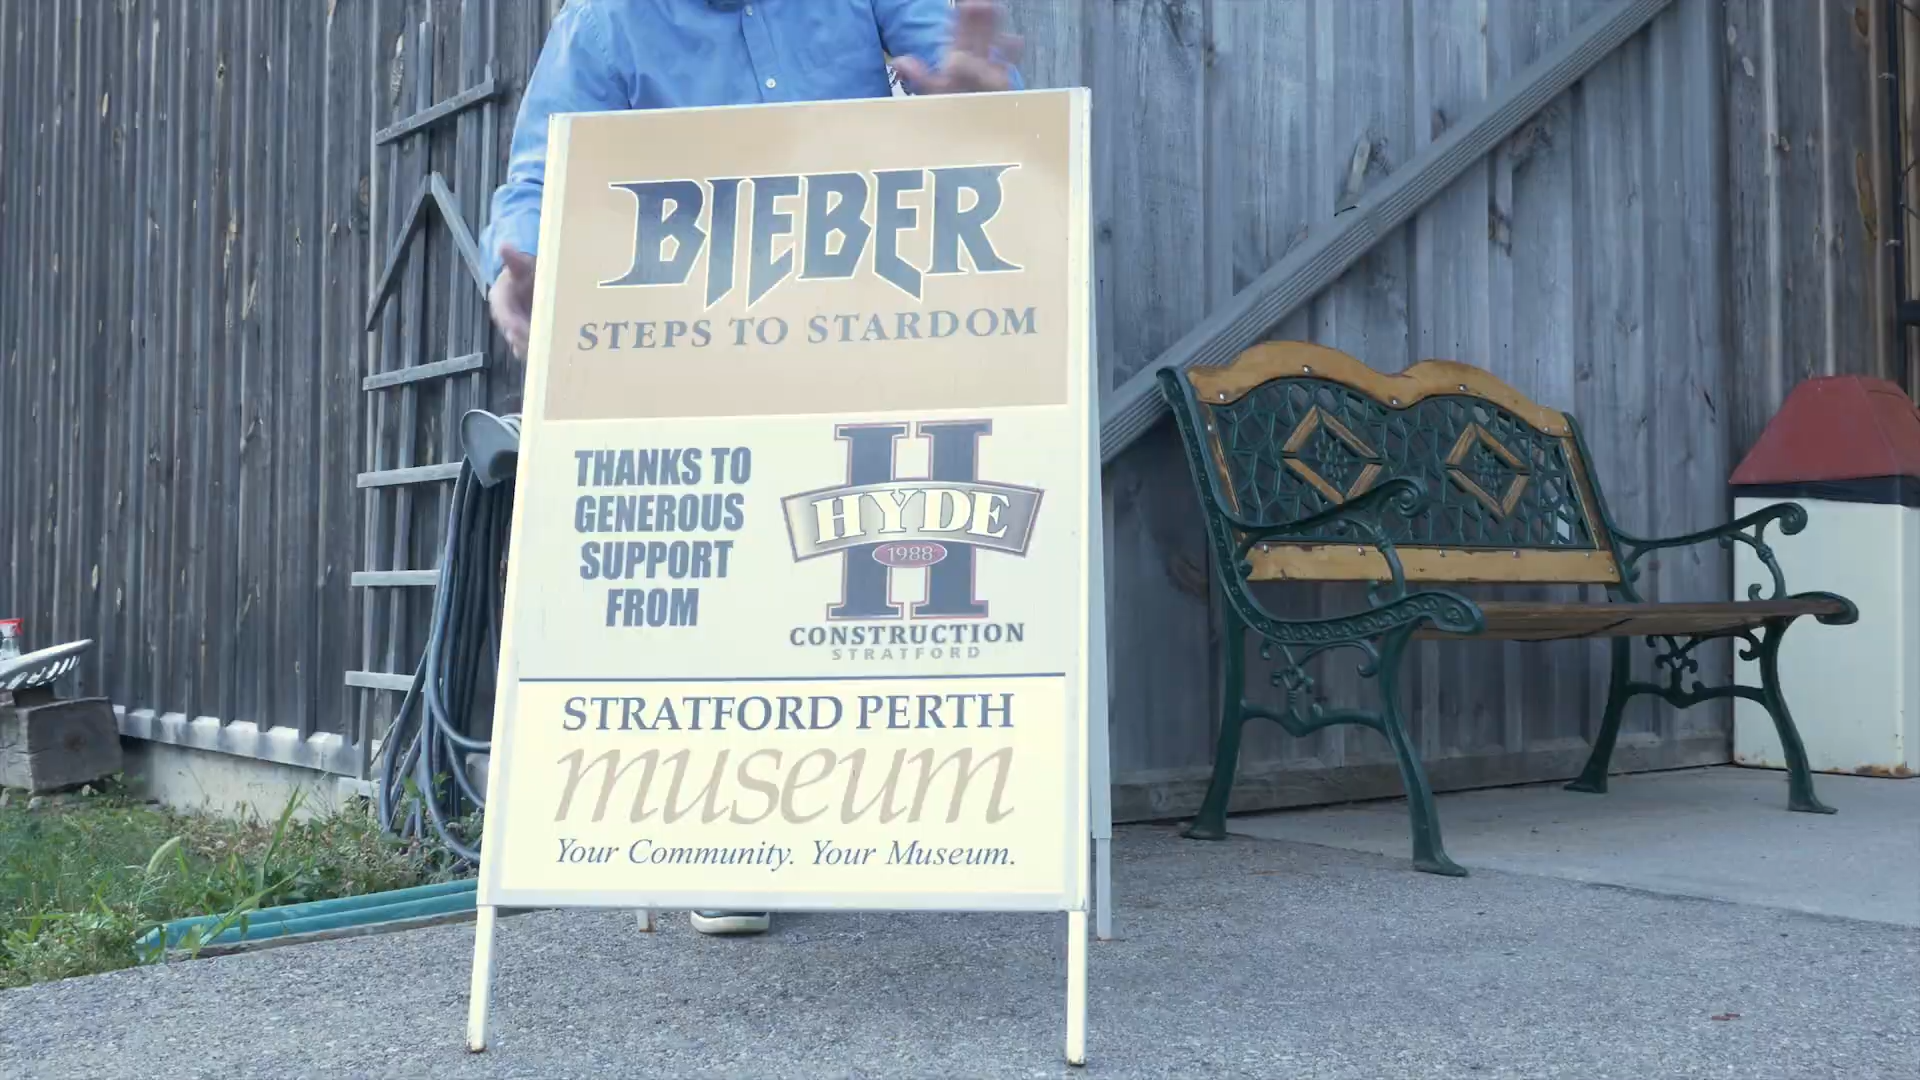 BIEBER
STEPS TO STARDOM
THANKS TO
GENEROUS
SUPPORT
FROM
H
HYDE
1988
CONSTRUCTION
STRATFORD
STRATFORD PERTH
museum
Your Community. Your Museum.